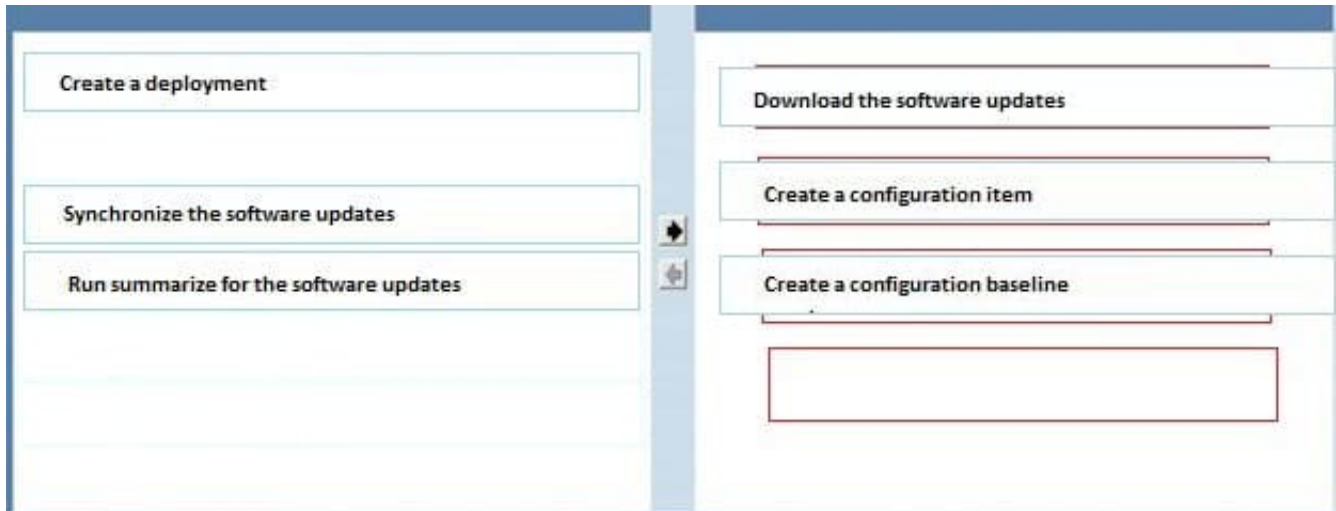 Create a deployment
Synchronize the software updates
Run summarize for the software updates
Download the software updates
Create a configuration item
Create a configuration baseline